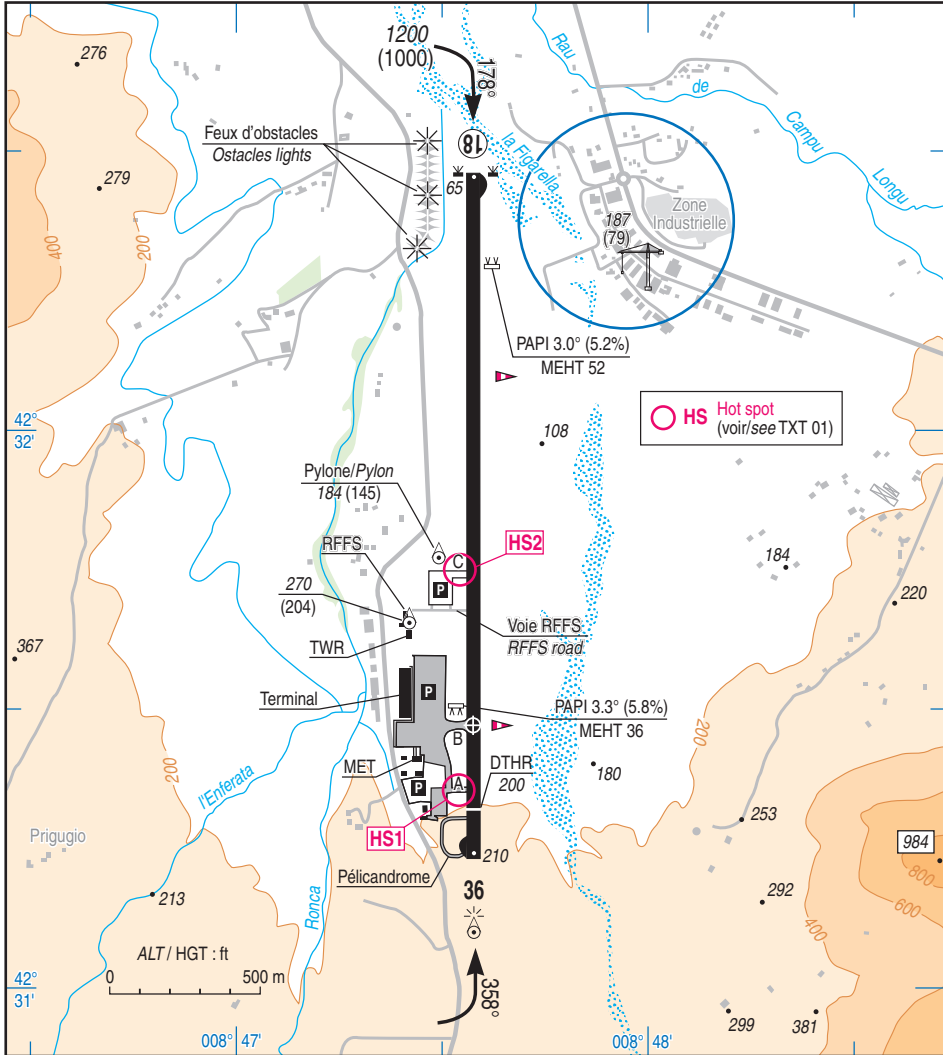 1200
(1000)
178°
18
65
276
279
400
200
Feux d'obstacles
Ostacles lights
la Figarella
Rau
de
Campu
Longu
Zone
Industrielle
187
(79)
PAPI 3.0° (5.2%)
MEHT 52
HS Hot spot
(voir/see TXT 01)
42°
32'
108
Pylone/Pylon
184 (145)
HS2
C
P
RFFS
270
(204)
TWR
Voie RFFS
RFFS road
184
220
367
Terminal
P
PAPI 3.3° (5.8%)
MEHT 36
B
MET
P
A
DTHR
200
180
200
253
200
l'Enferata
Prigugio
HS1
Pélicandrome
210
36
984
800
600
400
292
213
Ronca
ALT / HGT : ft
0 500 m
358°
42°
31'
299
381
008° 47'
008° 48'